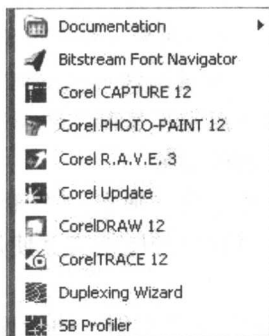 Documentation
Bitstream Font Navigator
Corel CAPTURE 12
Corel PHOTO-PAINT 12
Corel R.A.V.E. 3
Corel Update
CorelDRAW 12
CorelTRACE 12
Duplexing Wizard
SB Profiler